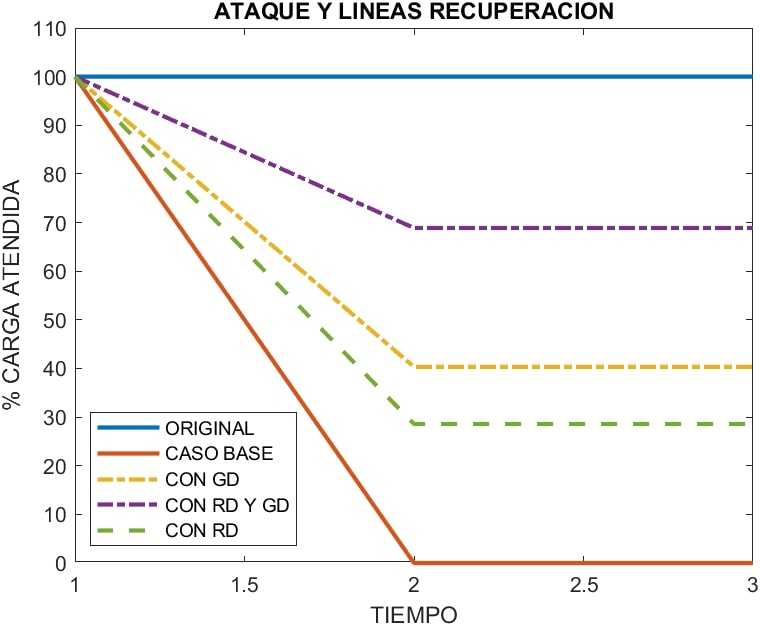 ATAQUE Y LINEAS RECUPERACION
110
100
90
80
70
60
50
40
30
20
10
0
% CARGA ATENDIDA
ORIGINAL
CASO BASE
CON GD
CON RD Y GD
CON RD
1
1.5
2
2.5
3
TIEMPO